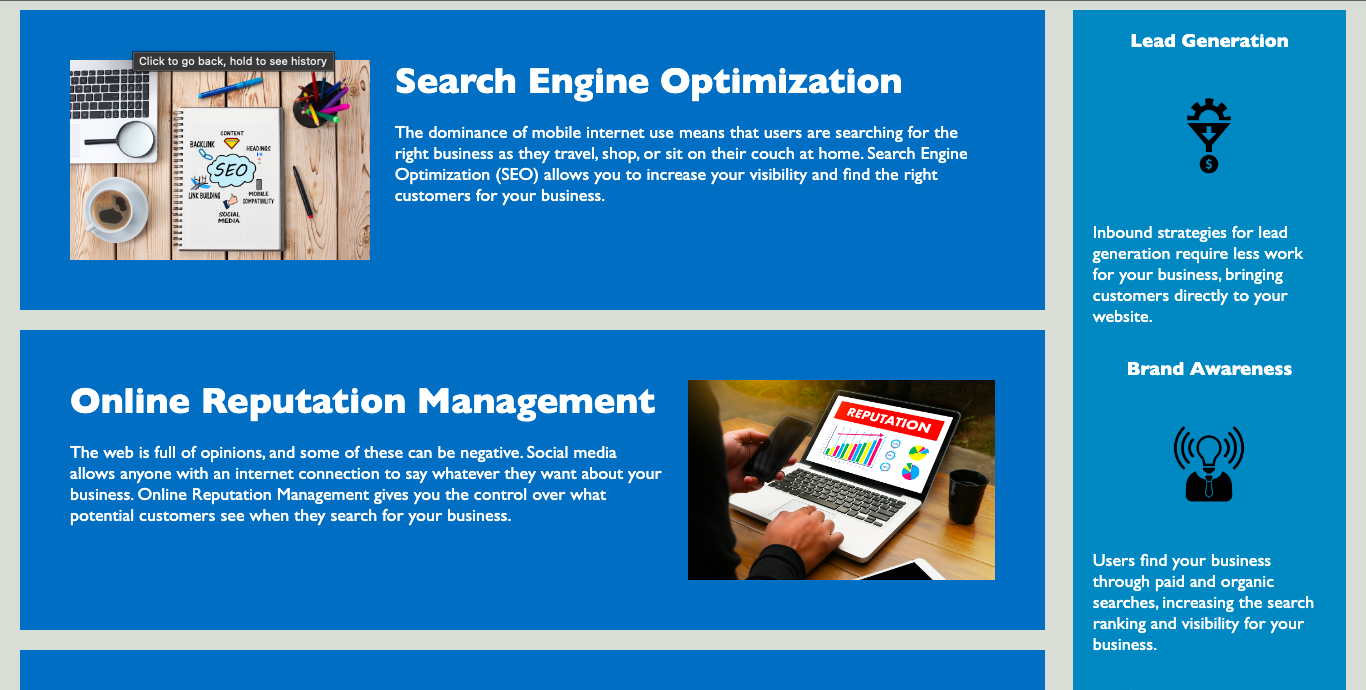 Click to go back, hold to see history
Search Engine Optimization
The dominance of mobile internet use means that users are searching for the
right business as they travel, shop, or sit on their couch at home. Search Engine
Optimization (SEO) allows you to increase your visibility and find the right
customers for your business.
CONTENT
BACKLINK
HEADINGS
SEO
LINK BUILDING
MOBILE
COMPATIBILITY
SOCIAL
MEDIA
Online Reputation Management
The web is full of opinions, and some of these can be negative. Social media
allows anyone with an internet connection to say whatever they want about your
business. Online Reputation Management gives you the control over what
potential customers see when they search for your business.
REPUTATION
Lead Generation
$
Inbound strategies for lead
generation require less work
for your business, bringing
customers directly to your
website.
Brand Awareness
Users find your business
through paid and organic
searches, increasing the search
ranking and visibility for your
business.